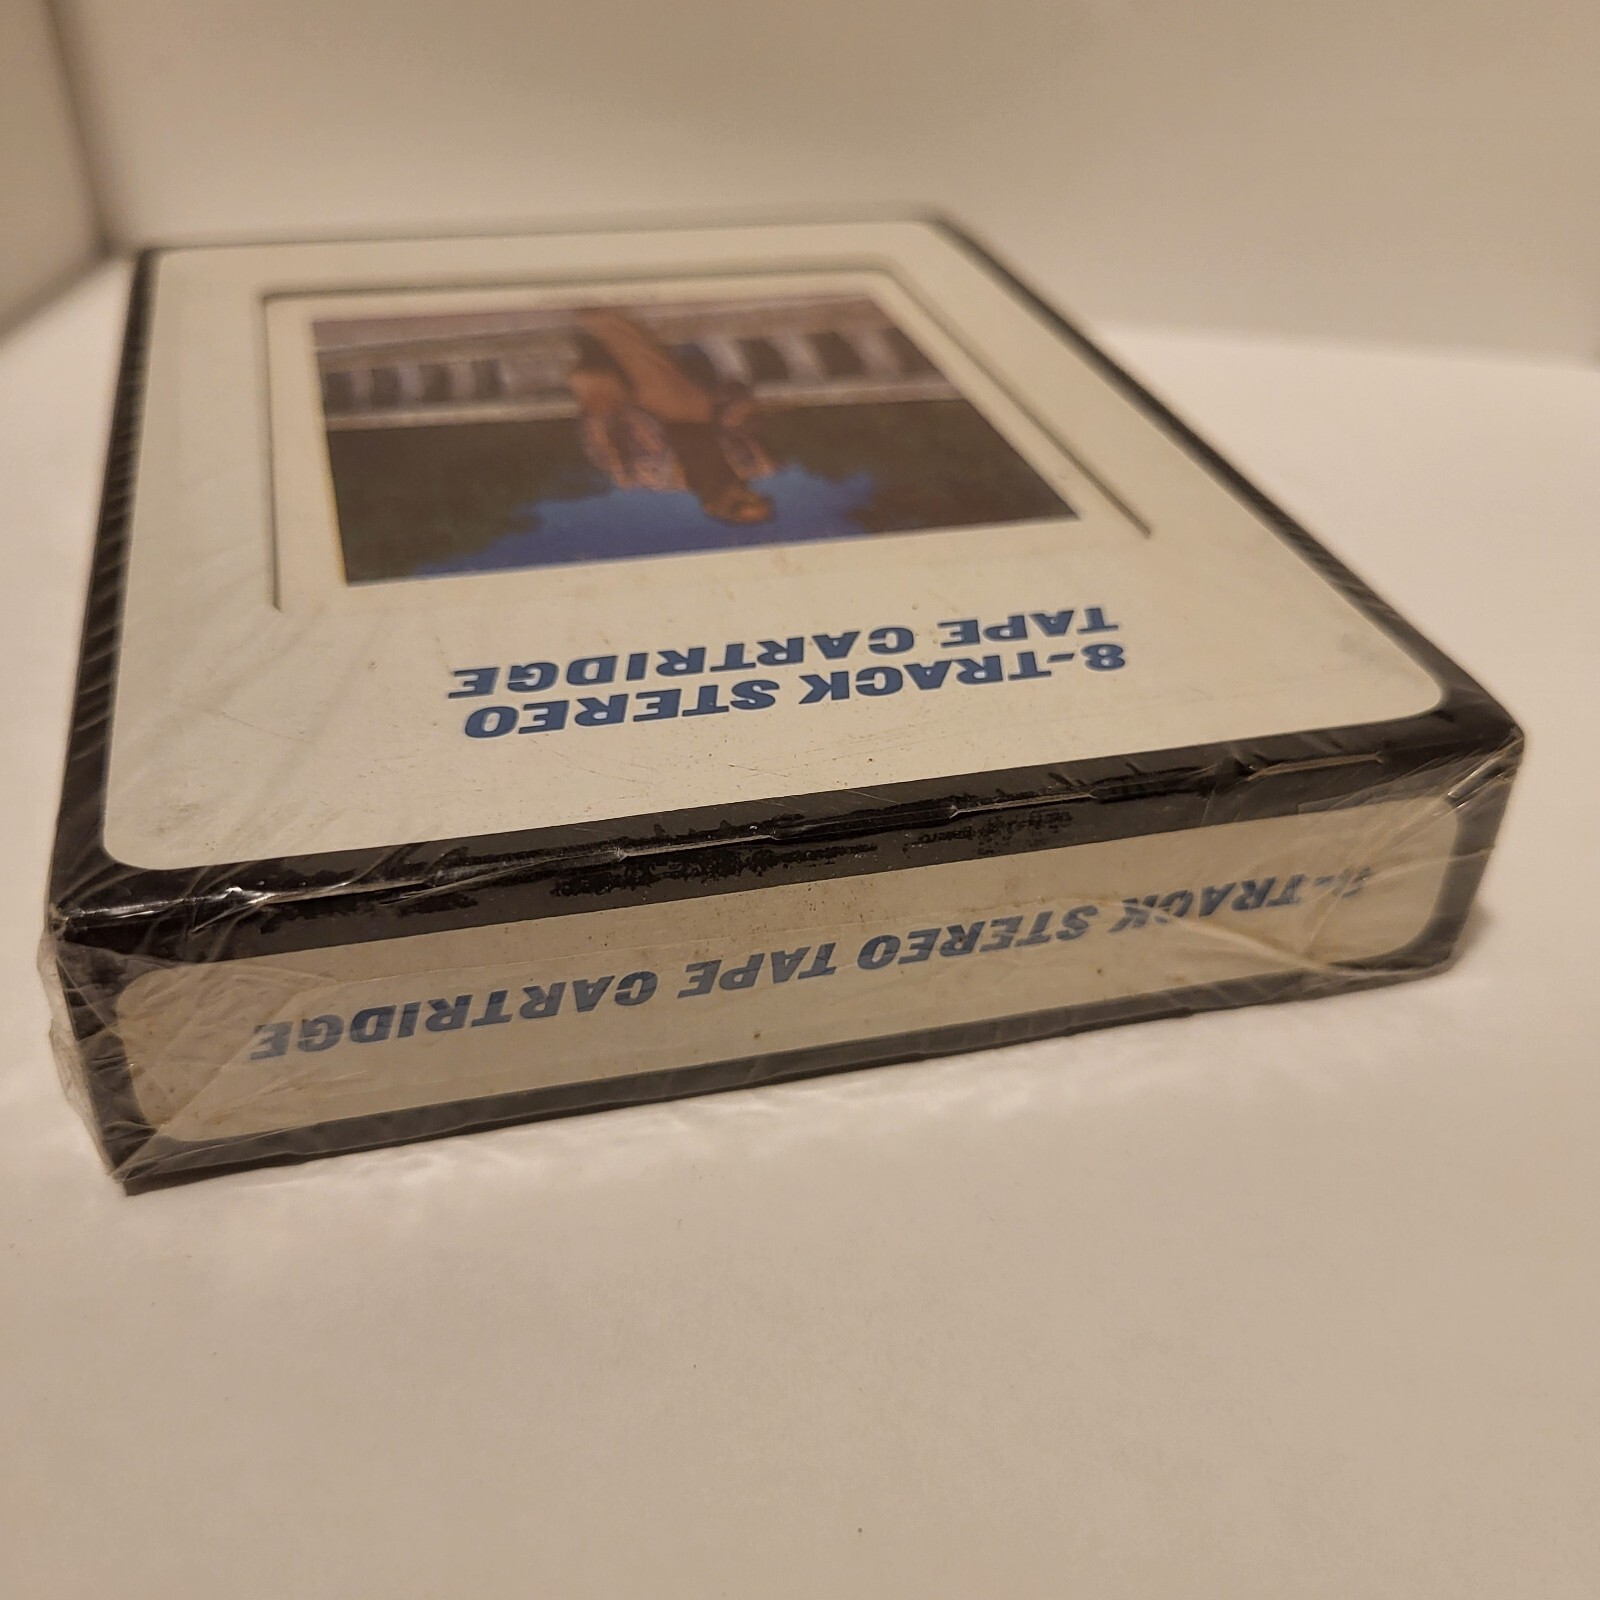 8-TRACK STEREO
TAPE CARTRIDGE
8-TRACK STEREO TAPE CARTRIDGE